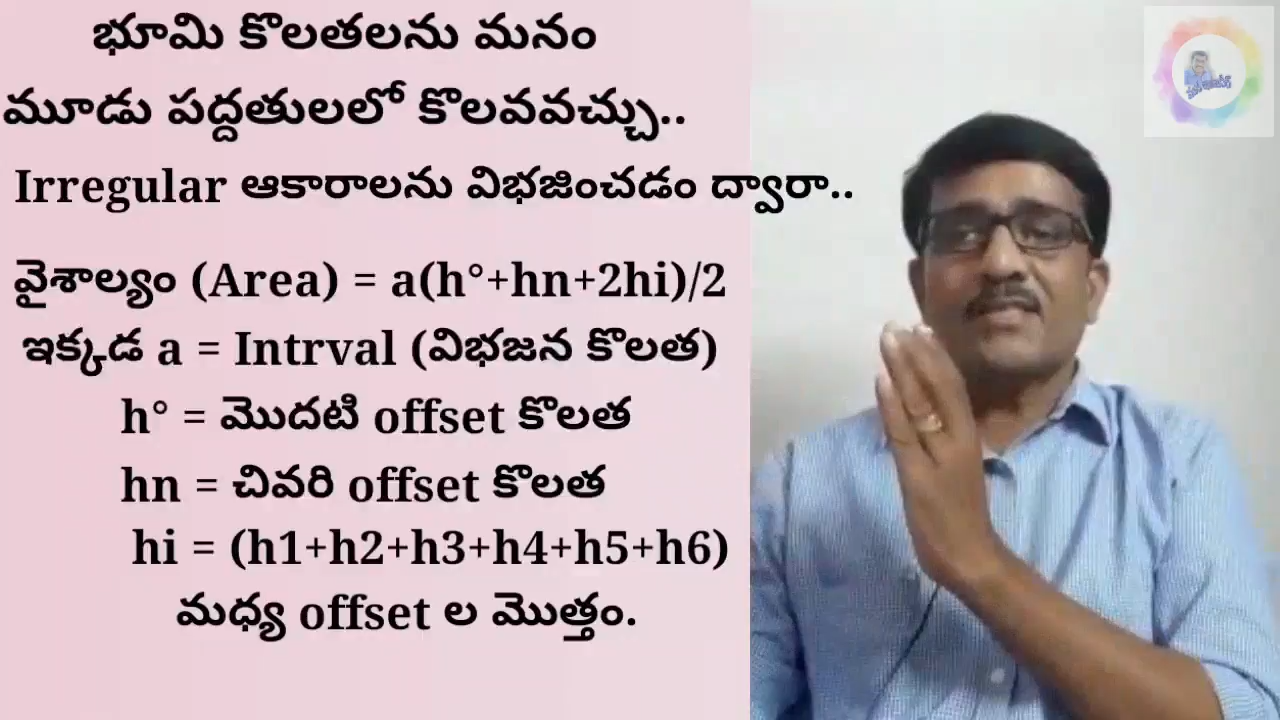 భూమి కొలతలను మనం
మూడు పద్దతులలో కొలవవచ్చు..
Irregular ఆకారాలను విభజించడం ద్వారా..
వైశాల్యం (Area) = a(h°+hn+2hi)/2
ఇక్కడ a = Intrval (విభజన కొలత)
h° = మొదటి offset కొలత
hn = చివరి offset కొలత
hi = (h1+h2+h3+h4+h5+h6)
మధ్య offset ల మొత్తం.